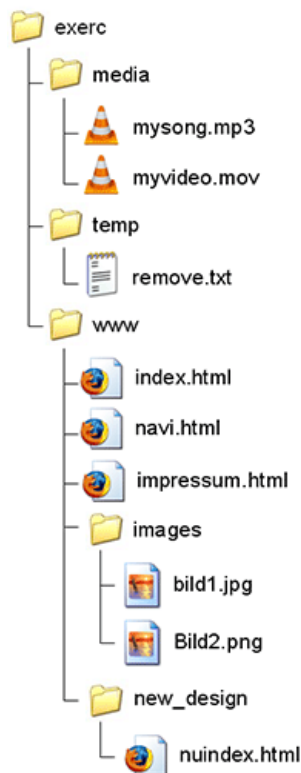 exerc
media
mysong.mp3
myvideo.mov
temp
remove.txt
www
index.html
navi.html
impressum.html
images
bild1.jpg
Bild2.png
new_design
nuindex.html